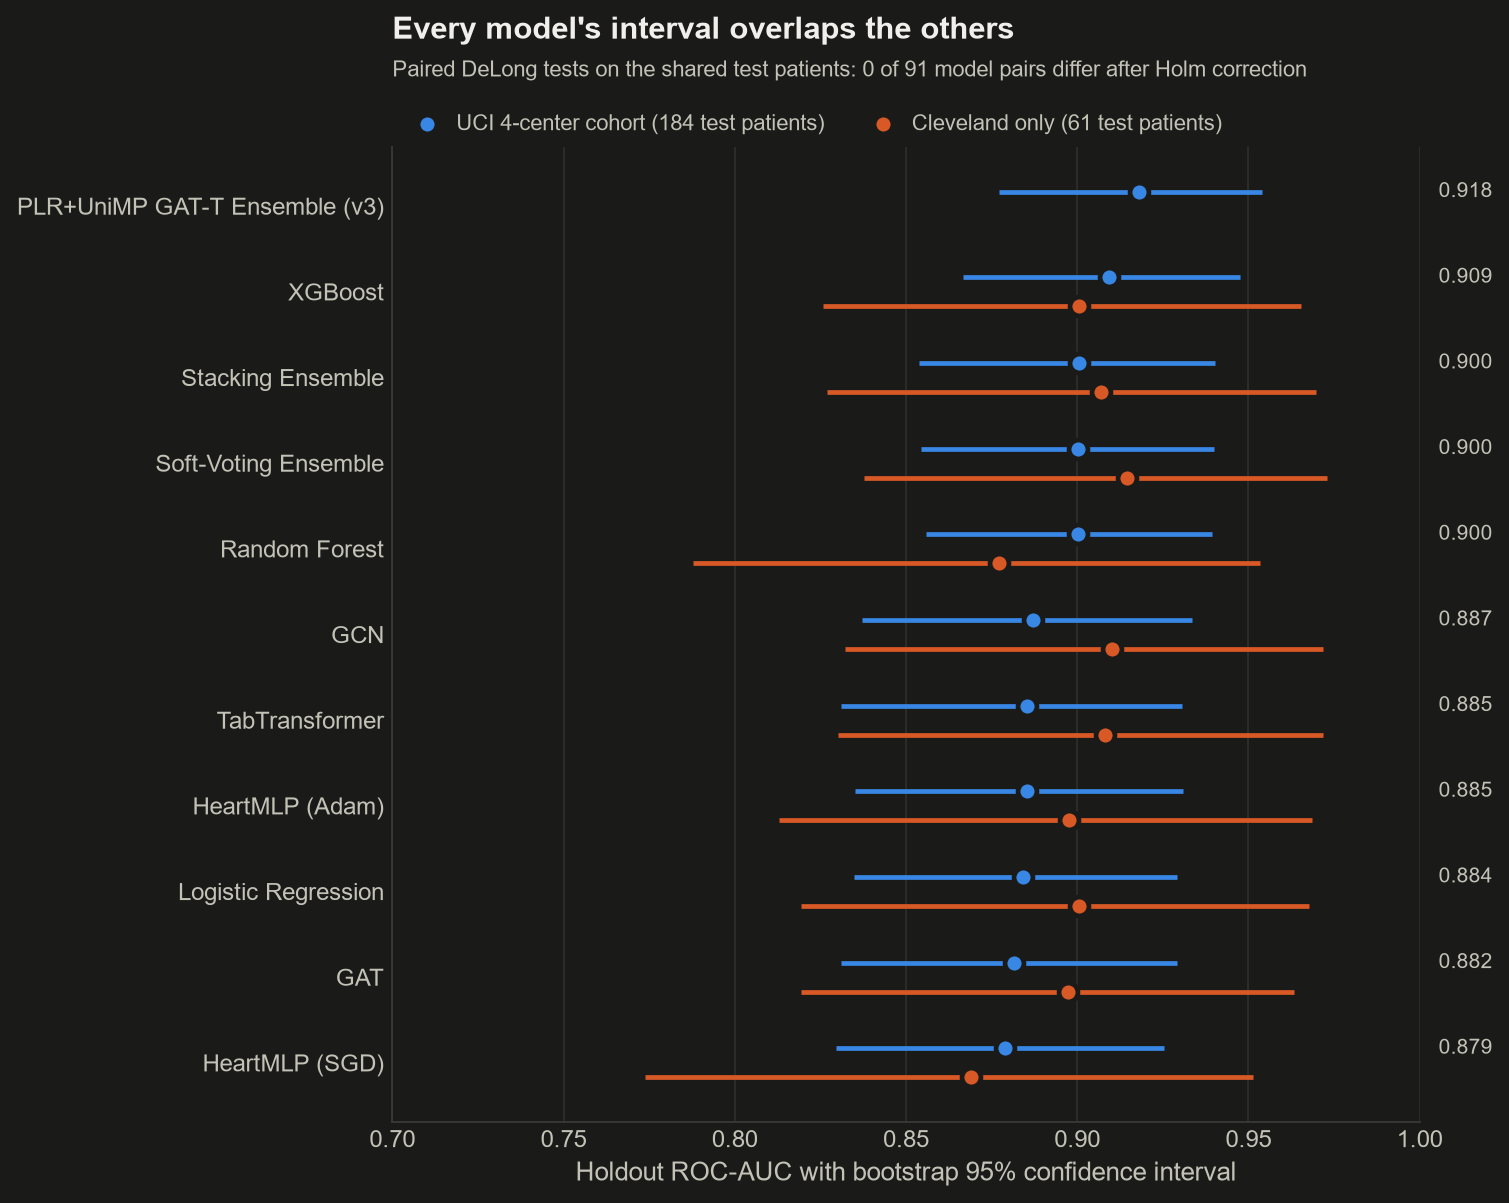 Every model's interval overlaps the others
Paired DeLong tests on the shared test patients: 0 of 91 model pairs differ after Holm correction
UCI 4-center cohort (184 test patients)
Cleveland only (61 test patients)
PLR+UniMP GAT-T Ensemble (v3)
0.918
XGBoost
0.909
Stacking Ensemble
0.900
Soft-Voting Ensemble
0.900
Random Forest
0.900
GCN
0.887
TabTransformer
0.885
HeartMLP (Adam)
0.885
Logistic Regression
0.884
GAT
0.882
HeartMLP (SGD)
0.879
0.70 0.75 0.80 0.85 0.90 0.95 1.00
Holdout ROC-AUC with bootstrap 95% confidence interval